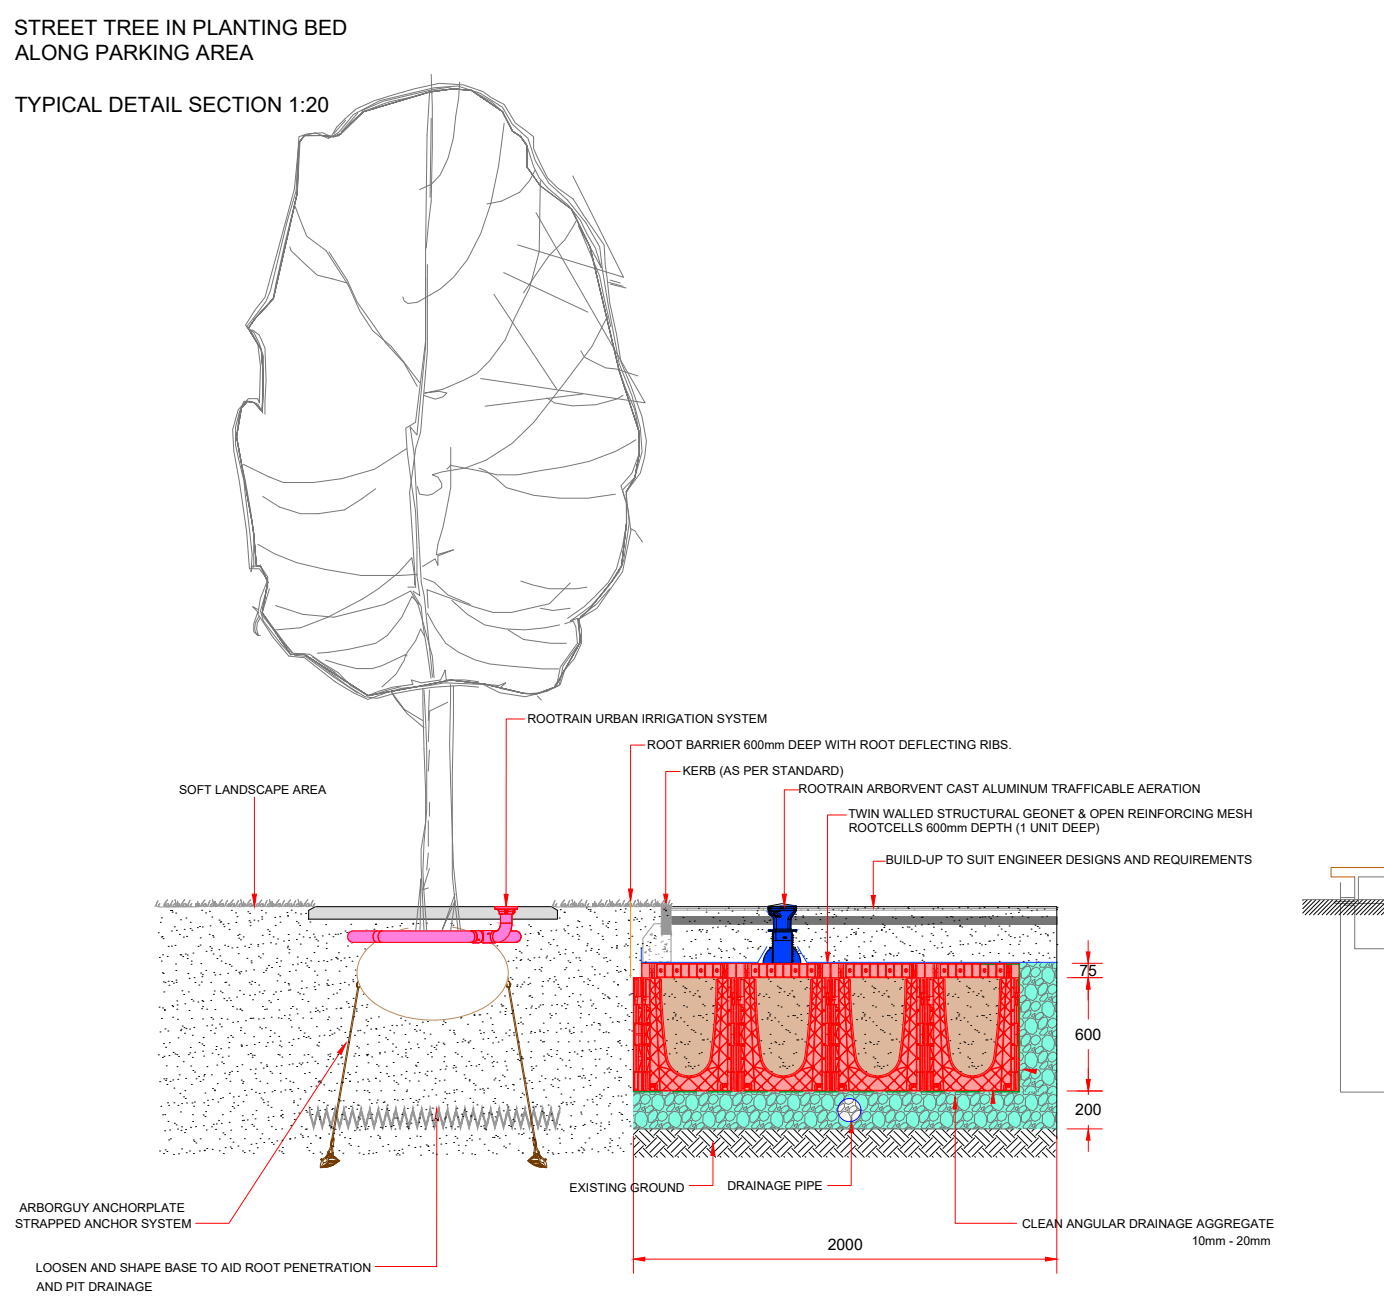 STREET TREE IN PLANTING BED
ALONG PARKING AREA
TYPICAL DETAIL SECTION 1:20
ROOTRAIN URBAN IRRIGATION SYSTEM
ROOT BARRIER 600mm DEEP WITH ROOT DEFLECTING RIBS.
KERB (AS PER STANDARD)
SOFT LANDSCAPE AREA
ROOTRAIN ARBORVENT CAST ALUMINUM TRAFFICABLE AERATION
TWIN WALLED STRUCTURAL GEONET & OPEN REINFORCING MESH
ROOTCELLS 600mm DEPTH (1 UNIT DEEP)
BUILD-UP TO SUIT ENGINEER DESIGNS AND REQUIREMENTS
75
600
200
EXISTING GROUND
DRAINAGE PIPE
ARBORGUY ANCHORPLATE
STRAPPED ANCHOR SYSTEM
CLEAN ANGULAR DRAINAGE AGGREGATE
10mm - 20mm
2000
LOOSEN AND SHAPE BASE TO AID ROOT PENETRATION
AND PIT DRAINAGE